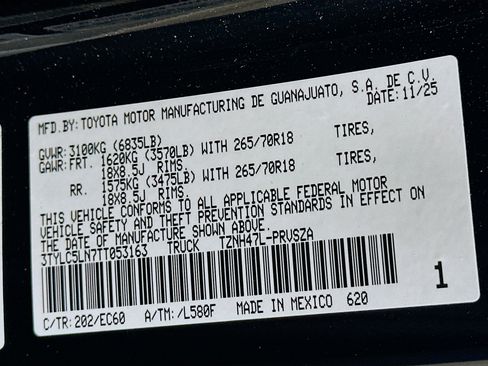 MFD.BY:TOYOTA MOTOR MANUFACTURING DE GUANAJUATO, S.A. DE C.V.
DATE:11/25
GVWR:3100KG (6835LB)
GAWR:FRT. 1620KG (3570LB) WITH 265/70R18 TIRES,
18X8.5J RIMS.
RR. 1575KG (3475LB) WITH 265/70R18 TIRES,
18X8.5J RIMS.
THIS VEHICLE CONFORMS TO ALL APPLICABLE FEDERAL MOTOR
VEHICLE SAFETY AND THEFT PREVENTION STANDARDS IN EFFECT ON
THE DATE OF MANUFACTURE SHOWN ABOVE.
3TYLC5LN7TT053163 TRUCK TZNH47L-PRVSZA
1
C/TR: 202/EC60 A/TM: /L580F MADE IN MEXICO 620